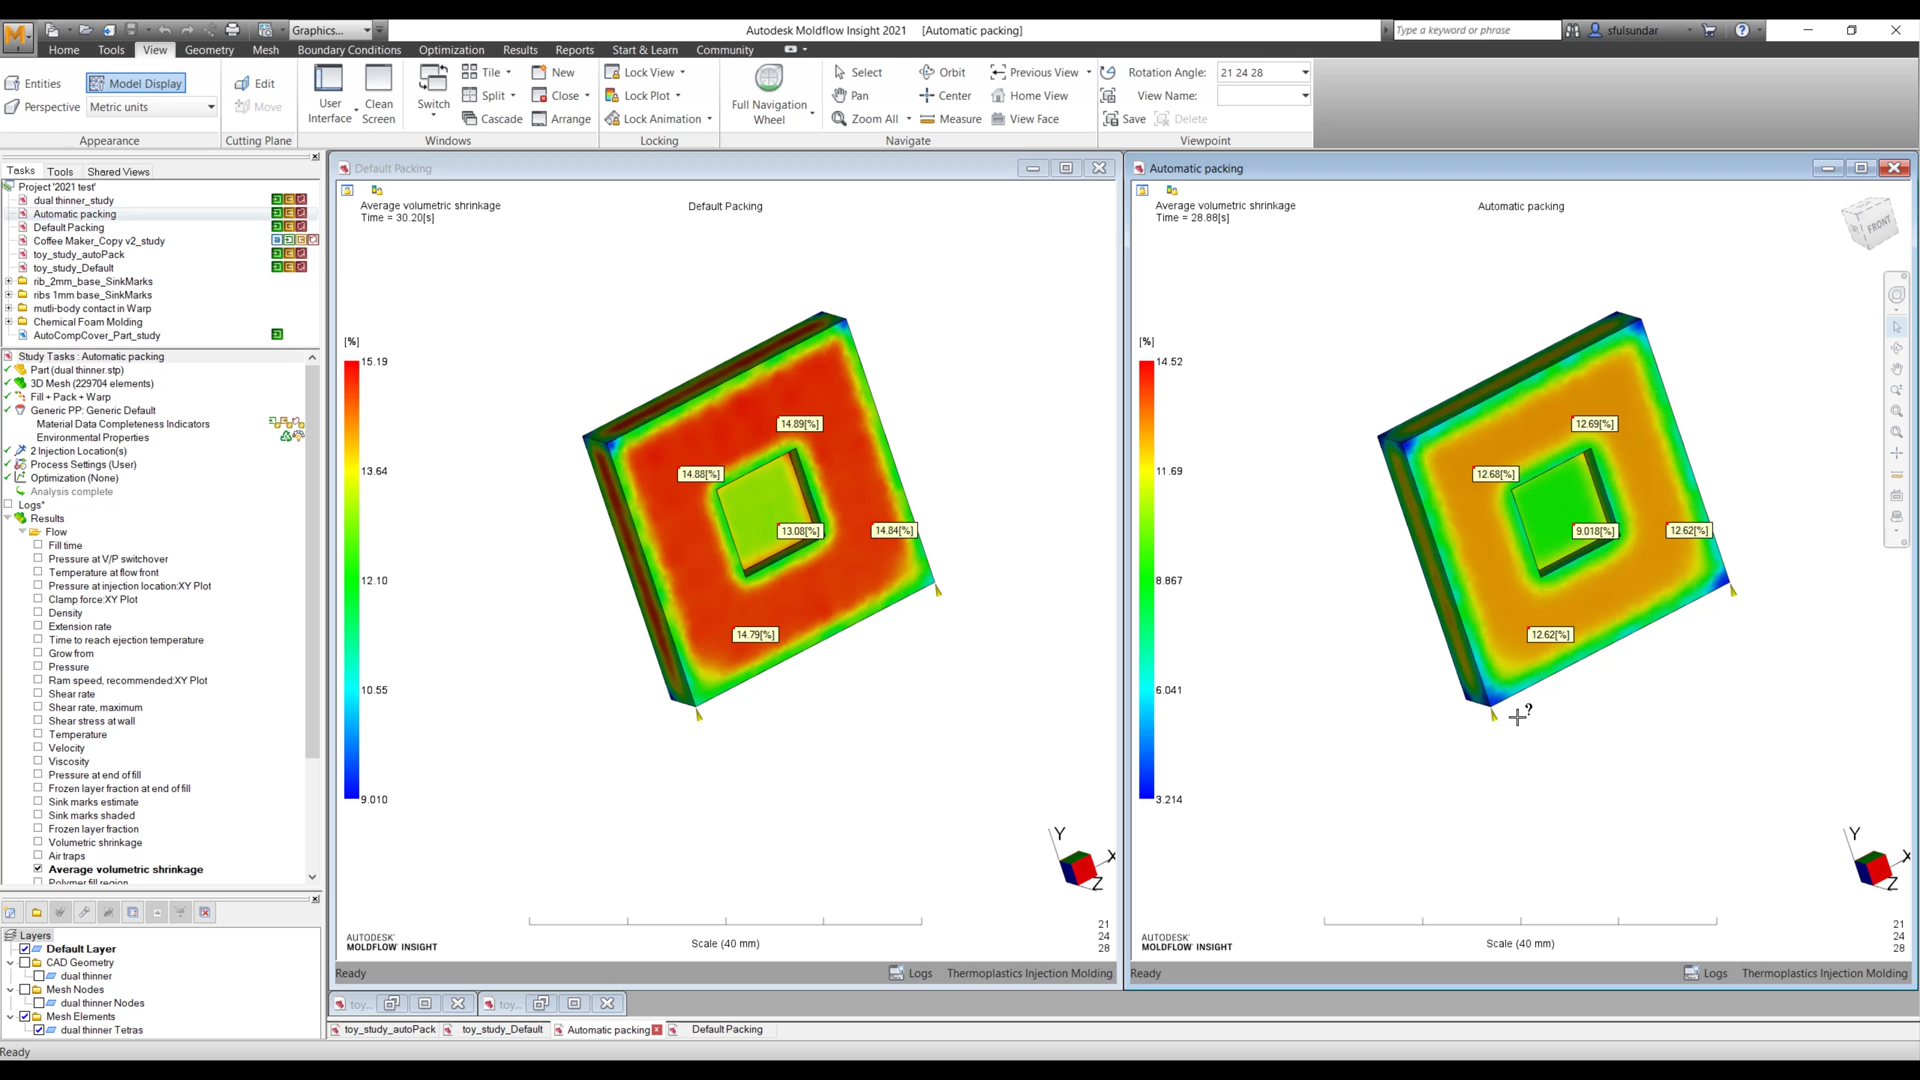 Graphics...
Autodesk Moldflow Insight 2021 [Automatic packing]
Type a keyword or phrase
sfulsundar
Home Tools View Geometry Mesh Boundary Conditions Optimization Results Reports Start & Learn Community
Entities
Model Display
Perspective
Metric units
Appearance
Edit
Move
Cutting Plane
User Interface
Clean Screen
Switch
Tile
Split
Cascade
New
Close
Arrange
Windows
Lock View
Lock Plot
Lock Animation
Locking
Full Navigation Wheel
Select
Pan
Zoom All
Orbit
Center
Measure
Previous View
Home View
View Face
Navigate
Rotation Angle: 21 24 28
View Name:
Save
Delete
Viewpoint
Tasks Tools Shared Views
Project '2021 test'
dual thinner_study
Automatic packing
Default Packing
Coffee Maker_Copy v2_study
toy_study_autoPack
toy_study_Default
rib_2mm_base_SinkMarks
ribs 1mm base_SinkMarks
mutli-body contact in Warp
Chemical Foam Molding
AutoCompCover_Part_study
Study Tasks : Automatic packing
Part (dual thinner.stp)
3D Mesh (229704 elements)
Fill + Pack + Warp
Generic PP: Generic Default
Material Data Completeness Indicators
Environmental Properties
2 Injection Location(s)
Process Settings (User)
Optimization (None)
Analysis complete
Logs*
Results
Flow
Fill time
Pressure at V/P switchover
Temperature at flow front
Pressure at injection location:XY Plot
Clamp force:XY Plot
Density
Extension rate
Time to reach ejection temperature
Grow from
Pressure
Ram speed, recommended:XY Plot
Shear rate
Shear rate, maximum
Shear stress at wall
Temperature
Velocity
Viscosity
Pressure at end of fill
Frozen layer fraction at end of fill
Sink marks estimate
Sink marks shaded
Frozen layer fraction
Volumetric shrinkage
Air traps
Average volumetric shrinkage
Polymer fill region
Layers
Default Layer
CAD Geometry
dual thinner
Mesh Nodes
dual thinner Nodes
Mesh Elements
dual thinner Tetras
Ready
Default Packing
Average volumetric shrinkage
Time = 30.20[s]
Default Packing
[%]
15.19
13.64
12.10
10.55
9.010
14.89[%]
14.88[%]
13.08[%]
14.84[%]
14.79[%]
Y
X
Z
AUTODESK
MOLDFLOW INSIGHT
Scale (40 mm)
21
24
28
Ready
Logs
Thermoplastics Injection Molding
Automatic packing
Average volumetric shrinkage
Time = 28.88[s]
Automatic packing
FRONT
[%]
14.52
11.69
8.867
6.041
3.214
12.69[%]
12.68[%]
9.018[%]
12.62[%]
12.62[%]
?
Y
X
Z
AUTODESK
MOLDFLOW INSIGHT
Scale (40 mm)
21
24
28
Ready
Logs
Thermoplastics Injection Molding
toy...
toy...
toy_study_autoPack
toy_study_Default
Automatic packing
Default Packing